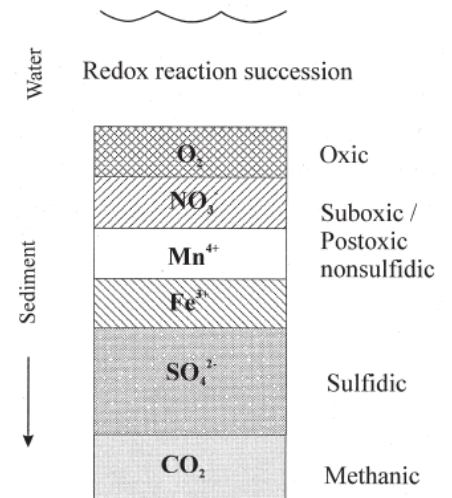 Water
Redox reaction succession
O₂
Oxic
NO₃⁻
Suboxic /
Postoxic
nonsulfidic
Mn⁴⁺
Fe³⁺
Sediment
SO₄²⁻
Sulfidic
CO₂
Methanic